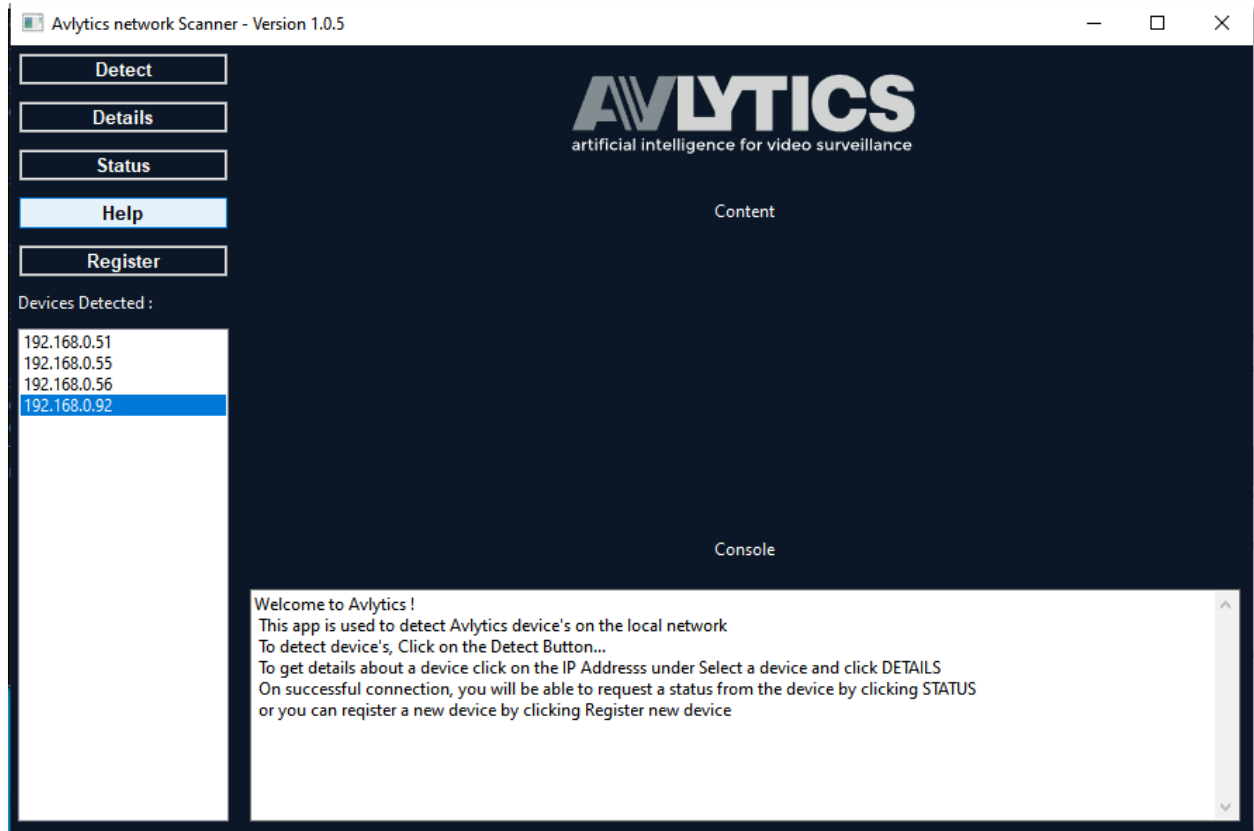 Avlytics network Scanner - Version 1.0.5
Detect
Details
Status
Help
Register
Devices Detected :
192.168.0.51
192.168.0.55
192.168.0.56
192.168.0.92
AVLYTICS
artificial intelligence for video surveillance
Content
Console
Welcome to Avlytics !
This app is used to detect Avlytics device's on the local network
To detect device's, Click on the Detect Button...
To get details about a device click on the IP Addresss under Select a device and click DETAILS
On successful connection, you will be able to request a status from the device by clicking STATUS
or you can reqister a new device by clicking Register new device